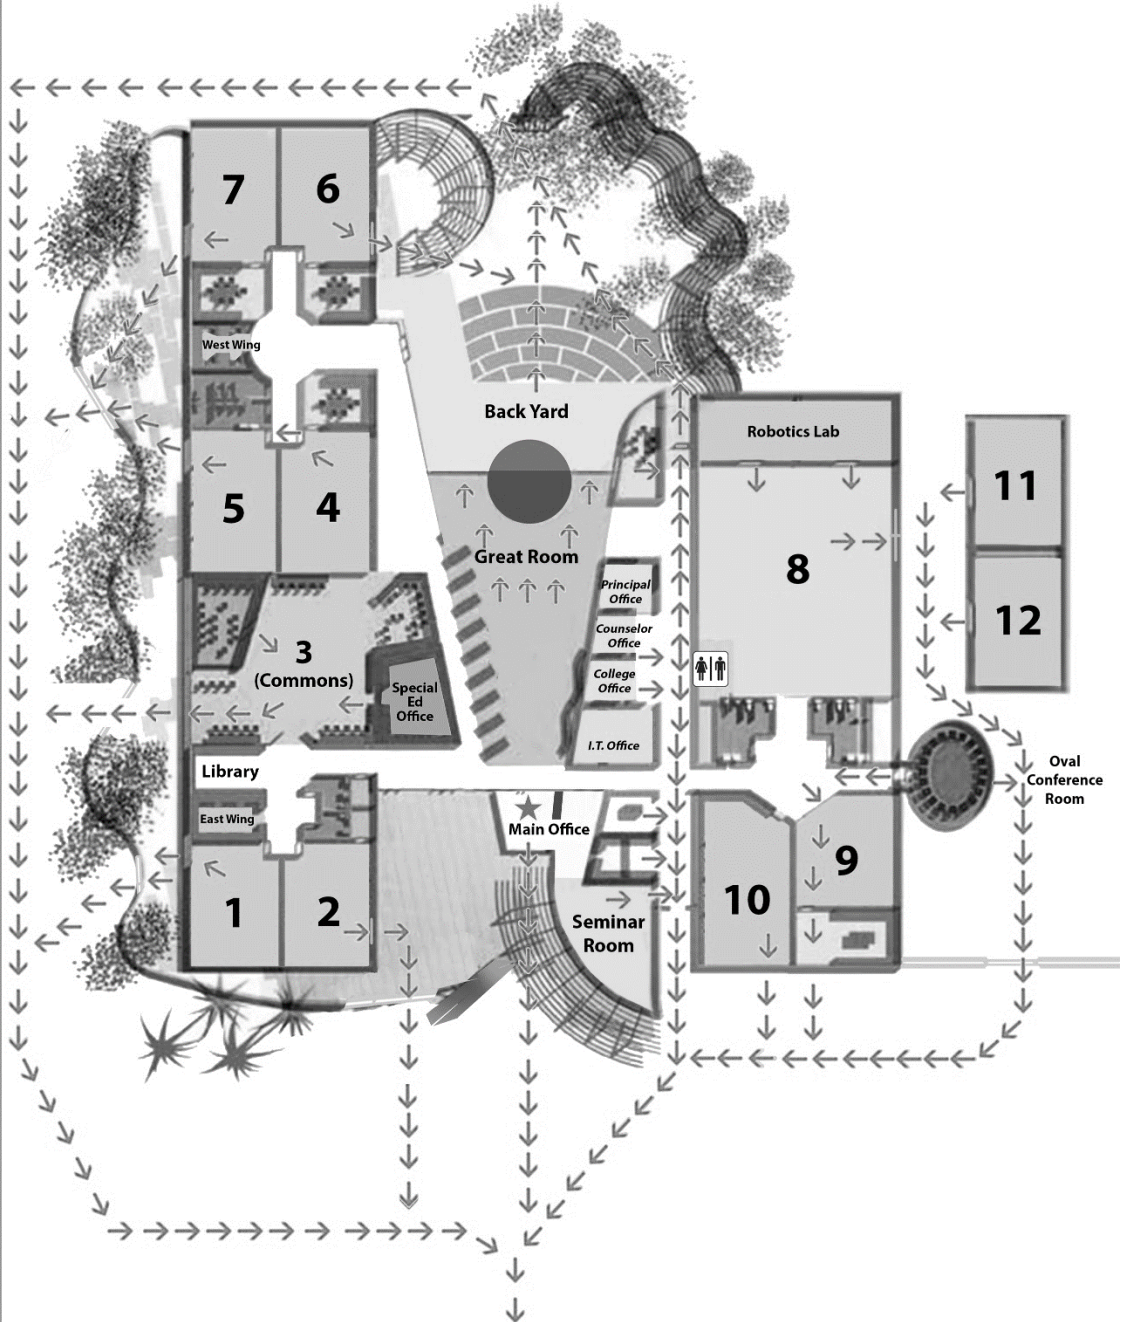 7
6
West Wing
Back Yard
Robotics Lab
5
4
11
Great Room
8
Principal
Office
12
Counselor
Office
3
(Commons)
College
Office
Special
Ed
Office
I.T. Office
Library
Oval
Conference
Room
East Wing
Main Office
9
10
1
2
Seminar
Room